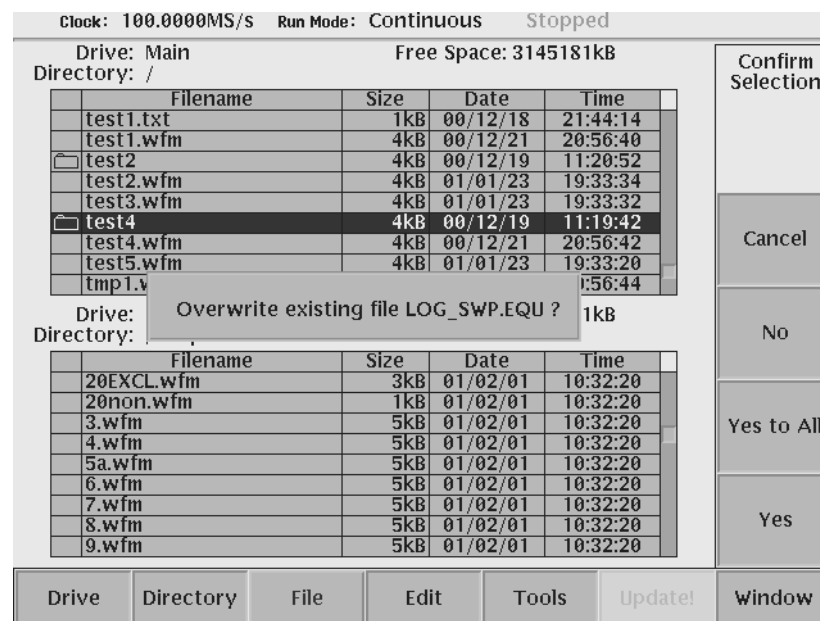 Clock: 100.0000MS/s Run Mode: Continuous Stopped
Drive: Main Free Space: 3145181kB
Directory: /
Filename Size Date Time
test1.txt 1kB 00/12/18 21:44:14
test1.wfm 4kB 00/12/21 20:56:40
test2 4kB 00/12/19 11:20:52
test2.wfm 4kB 01/01/23 19:33:34
test3.wfm 4kB 01/01/23 19:33:32
test4 4kB 00/12/19 11:19:42
test4.wfm 4kB 00/12/21 20:56:42
test5.wfm 4kB 01/01/23 19:33:20
:56:44
Overwrite existing file LOG_SWP.EQU ?
Drive: 1kB
Directory:
Filename Size Date Time
20EXCL.wfm 3kB 01/02/01 10:32:20
20non.wfm 1kB 01/02/01 10:32:20
3.wfm 5kB 01/02/01 10:32:20
4.wfm 5kB 01/02/01 10:32:20
5a.wfm 5kB 01/02/01 10:32:20
6.wfm 5kB 01/02/01 10:32:20
7.wfm 5kB 01/02/01 10:32:20
8.wfm 5kB 01/02/01 10:32:20
9.wfm 5kB 01/02/01 10:32:20
Confirm
Selection
Cancel
No
Yes to All
Yes
Drive Directory File Edit Tools Update! Window